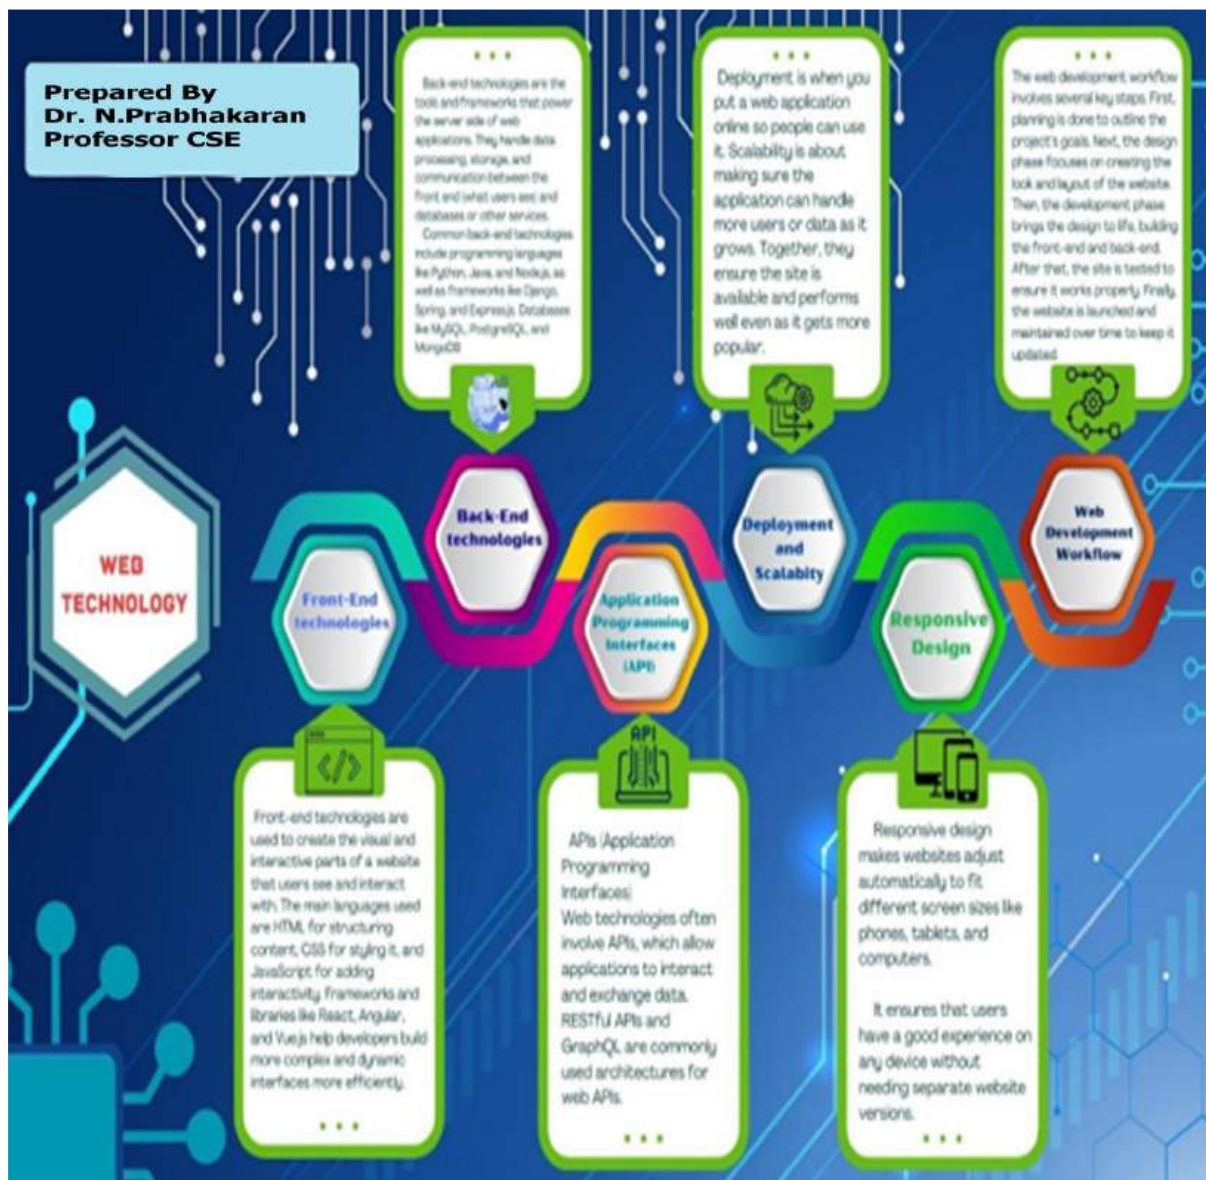 Prepared By
Dr. N.Prabhakaran
Professor CSE
WEB
TECHNOLOGY
Front-End
technologies
Front-end technologies are
used to create the visual and
interactive parts of a website
that users see and interact
with. The main languages used
are HTML for structuring
content, CSS for styling it, and
JavaScript for adding
interactivity. Frameworks and
libraries like React, Angular,
and Vue.js help developers build
more complex and dynamic
interfaces more efficiently.
Back-End
technologies
Back-end technologies are the
tools and frameworks that power
the server side of web
applications. They handle data
processing, storage, and
communication between the
front end (what users see) and
databases or other services.
Common back-end technologies
include programming languages
like Python, Java, and Node.js, as
well as frameworks like Django,
Spring, and Express.js. Databases
like MySQL, PostgreSQL, and
MongoDB
Application
Programming
Interfaces
(API)
API
APIs (Application
Programming
Interfaces)
Web technologies often
involve APIs, which allow
applications to interact
and exchange data.
RESTful APIs and
GraphQL are commonly
used architectures for
web APIs.
Deployment
and
Scalabity
Deployment is when you
put a web application
online so people can use
it. Scalability is about
making sure the
application can handle
more users or data as it
grows. Together, they
ensure the site is
available and performs
well even as it gets more
popular.
Responsive
Design
Responsive design
makes websites adjust
automatically to fit
different screen sizes like
phones, tablets, and
computers.
It ensures that users
have a good experience on
any device without
needing separate website
versions.
Web
Development
Workflow
The web development workflow
involves several key steps. First,
planning is done to outline the
project's goals. Next, the design
phase focuses on creating the
look and layout of the website.
Then, the development phase
brings the design to life, building
the front-end and back-end.
After that, the site is tested to
ensure it works properly. Finally,
the website is launched and
maintained over time to keep it
updated.